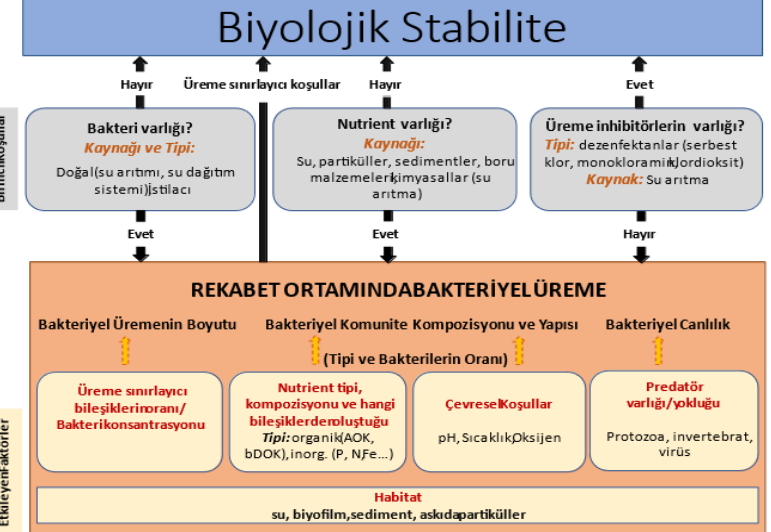 Biyolojik Stabilite
Hayır
Üreme sınırlayıcı koşullar
Hayır
Evet
Bakteri varlığı?
Kaynağı ve Tipi:
Doğal(su arıtımı, su dağıtım
sistemi)İstilacı
Nutrient varlığı?
Kaynağı:
Su, partiküller, sedimentler, boru
malzemeleri,kimyasallar (su
arıtma)
Üreme inhibitörlerin varlığı?
Tipi: dezenfektanlar (serbest
klor, monokloramin,klordioksit)
Kaynak: Su arıtma
Evet
Evet
Hayır
REKABET ORTAMINDABAKTERİYELÜREME
Bakteriyel Üremenin Boyutu
Bakteriyel Komunite Kompozisyonu ve Yapısı
Bakteriyel Canlılık
(Tipi ve Bakterilerin Oranı)
Üreme sınırlayıcı
bileşiklerinoranı/
Bakterikonsantrasyonu
Nutrient tipi,
kompozisyonu ve hangi
bileşiklerdenoluştuğu
Tipi:organik(AOK,
bDOK),inorg. (P, N,Fe...)
ÇevreselKoşullar
pH,Sıcaklık,Oksijen
Predatör
varlığı/yokluğu
Protozoa, invertebrat,
virüs
EtkileyenFaktörler
Habitat
su, biyofilm,sediment, askıdapartiküller